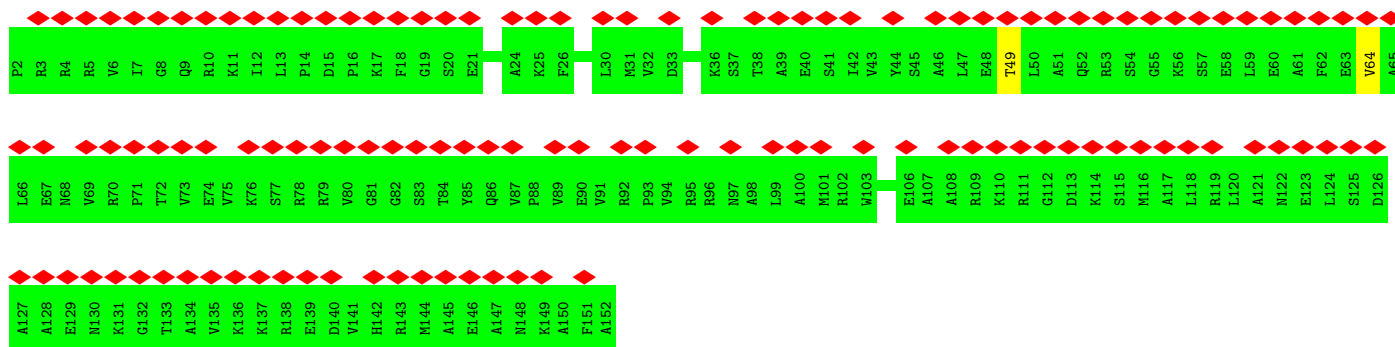 P2 R3 R4 R5 V6 I7 G8 Q9 R10 K11 I12 L13 P14 D15 P16 K17 F18 G19 S20 E21 A24 K25 F26 L30 M31 V32 D33 K36 S37 T38 A39 E40 S41 I42 V43 Y44 S45 A46 L47 E48 T49 L50 A51 Q52 R53 S54 G55 K56 S57 E58 L59 E60 A61 F62 E63 V64 A65
L66 E67 N68 V69 R70 P71 T72 V73 E74 V75 K76 S77 R78 R79 V80 G81 G82 S83 T84 Y85 Q86 V87 P88 V89 E90 V91 R92 P93 V94 R95 R96 N97 A98 L99 A100 M101 R102 W103 E106 A107 A108 R109 K110 R111 G112 D113 K114 S115 M116 A117 L118 R119 L120 A121 N122 E123 L124 S125 D126
A127 A128 E129 N130 K131 G132 T133 A134 V135 K136 K137 R138 E139 D140 V141 H142 R143 M144 A145 E146 A147 N148 K149 A150 F151 A152